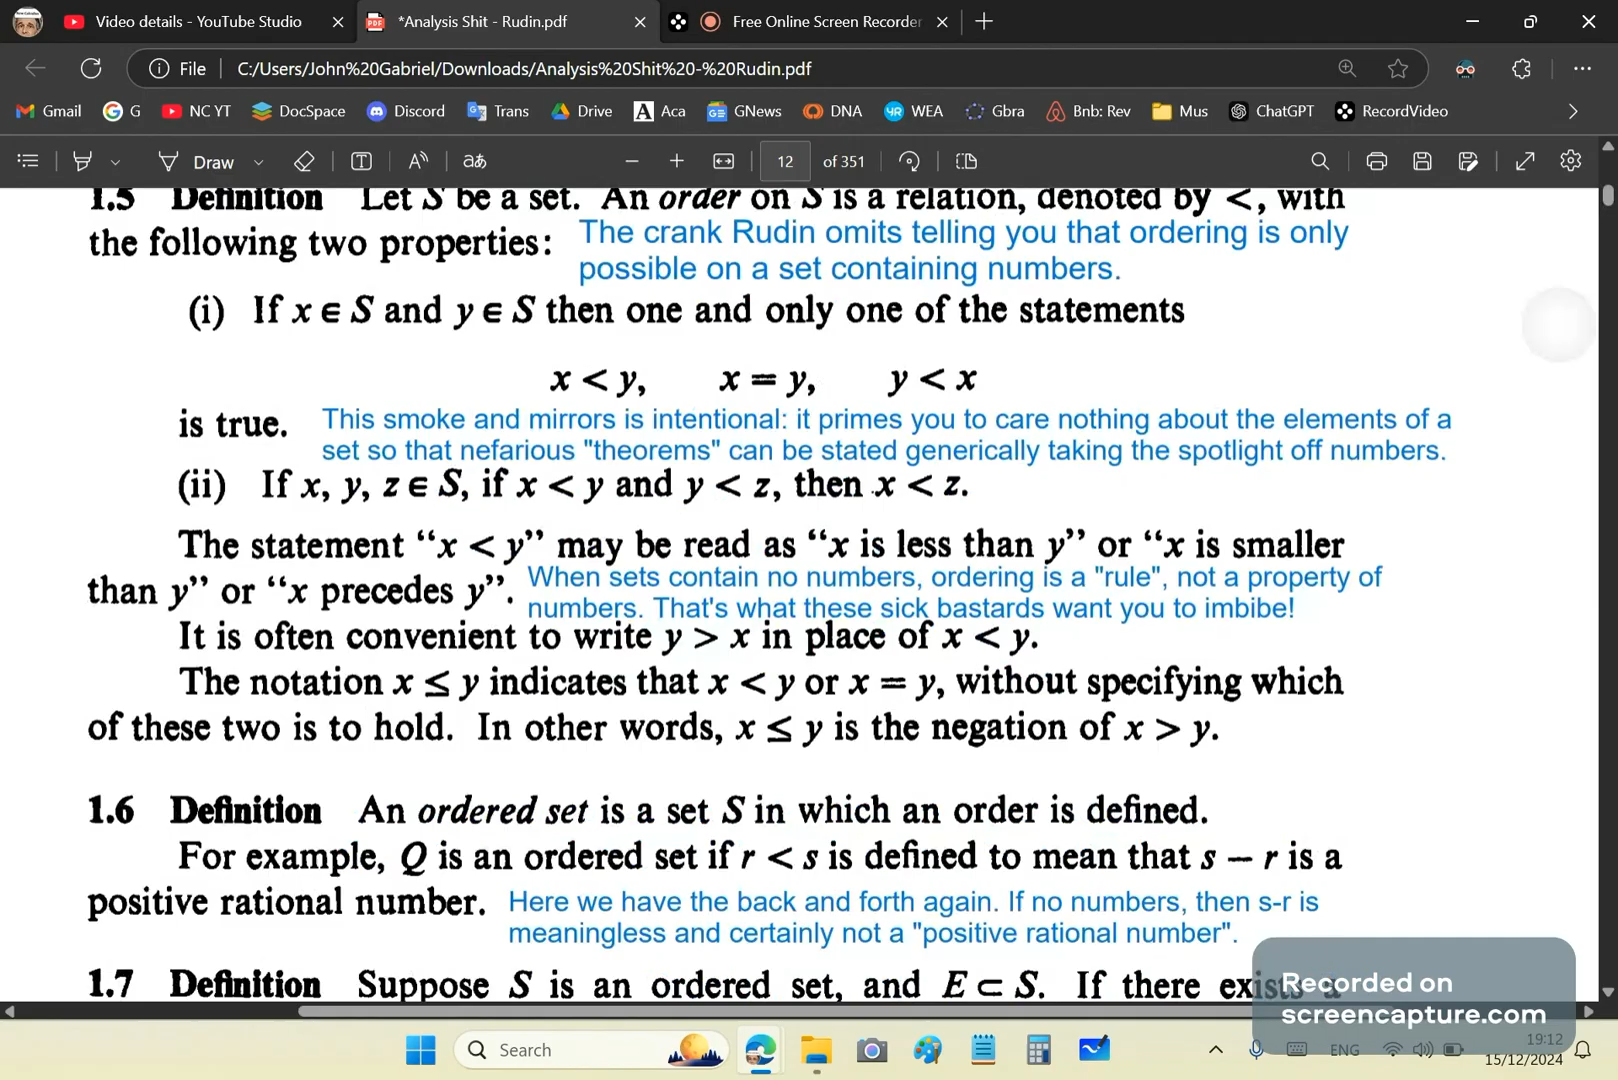 Video details - YouTube Studio
*Analysis Shit - Rudin.pdf
Free Online Screen Recorder
File
C:/Users/John%20Gabriel/Downloads/Analysis%20Shit%20-%20Rudin.pdf
Gmail
G
NC YT
DocSpace
Discord
Trans
Drive
Aca
GNews
DNA
WEA
Gbra
Bnb: Rev
Mus
ChatGPT
RecordVideo
Draw
12 of 351
1.5 Definition Let S be a set. An order on S is a relation, denoted by <, with
the following two properties:
The crank Rudin omits telling you that ordering is only
possible on a set containing numbers.
(i) If x ∈ S and y ∈ S then one and only one of the statements
x < y, x = y, y < x
is true.
This smoke and mirrors is intentional: it primes you to care nothing about the elements of a
set so that nefarious "theorems" can be stated generically taking the spotlight off numbers.
(ii) If x, y, z ∈ S, if x < y and y < z, then x < z.
The statement “x < y” may be read as “x is less than y” or “x is smaller
than y” or “x precedes y”.
When sets contain no numbers, ordering is a "rule", not a property of
numbers. That's what these sick bastards want you to imbibe!
It is often convenient to write y > x in place of x < y.
The notation x ≤ y indicates that x < y or x = y, without specifying which
of these two is to hold. In other words, x ≤ y is the negation of x > y.
1.6 Definition An ordered set is a set S in which an order is defined.
For example, Q is an ordered set if r < s is defined to mean that s − r is a
positive rational number.
Here we have the back and forth again. If no numbers, then s-r is
meaningless and certainly not a "positive rational number".
1.7 Definition Suppose S is an ordered set, and E ⊂ S. If there exists a
Recorded on
screencapture.com
Search
ENG
19:12
15/12/2024